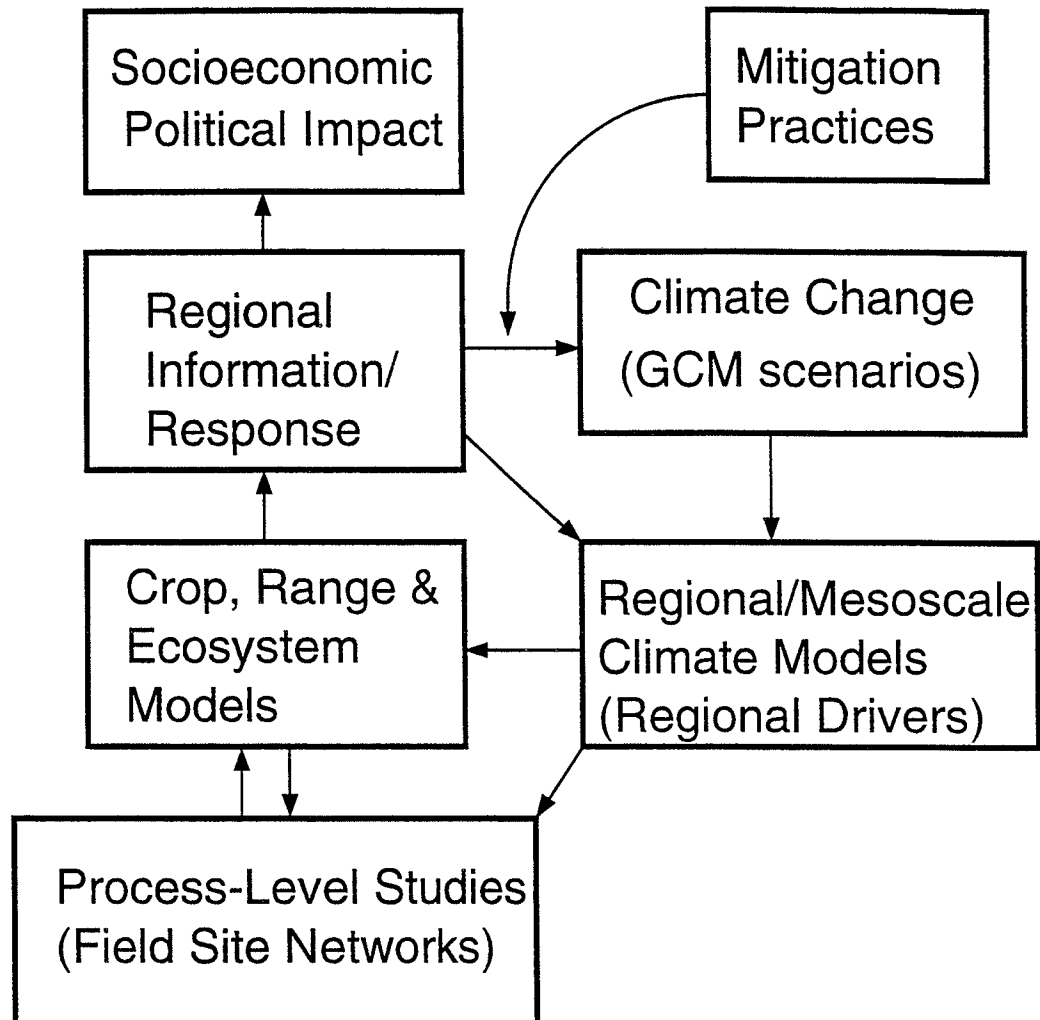 Socioeconomic
Political Impact
Mitigation
Practices
Regional
Information/
Response
Climate Change
(GCM scenarios)
Crop, Range &
Ecosystem
Models
Regional/Mesoscale
Climate Models
(Regional Drivers)
Process-Level Studies
(Field Site Networks)